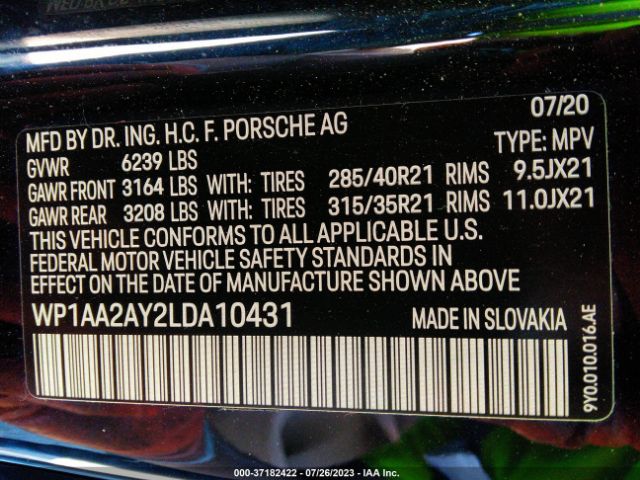 07/20
MFD BY DR. ING. H.C. F. PORSCHE AG
GVWR 6239 LBS TYPE: MPV
GAWR FRONT 3164 LBS WITH: TIRES 285/40R21 RIMS 9.5JX21
GAWR REAR 3208 LBS WITH: TIRES 315/35R21 RIMS 11.0JX21
THIS VEHICLE CONFORMS TO ALL APPLICABLE U.S.
FEDERAL MOTOR VEHICLE SAFETY STANDARDS IN
EFFECT ON THE DATE OF MANUFACTURE SHOWN ABOVE
WP1AA2AY2LDA10431 MADE IN SLOVAKIA
9Y0.010.016.AE
000-37182422 - 07/26/2023 - IAA Inc.